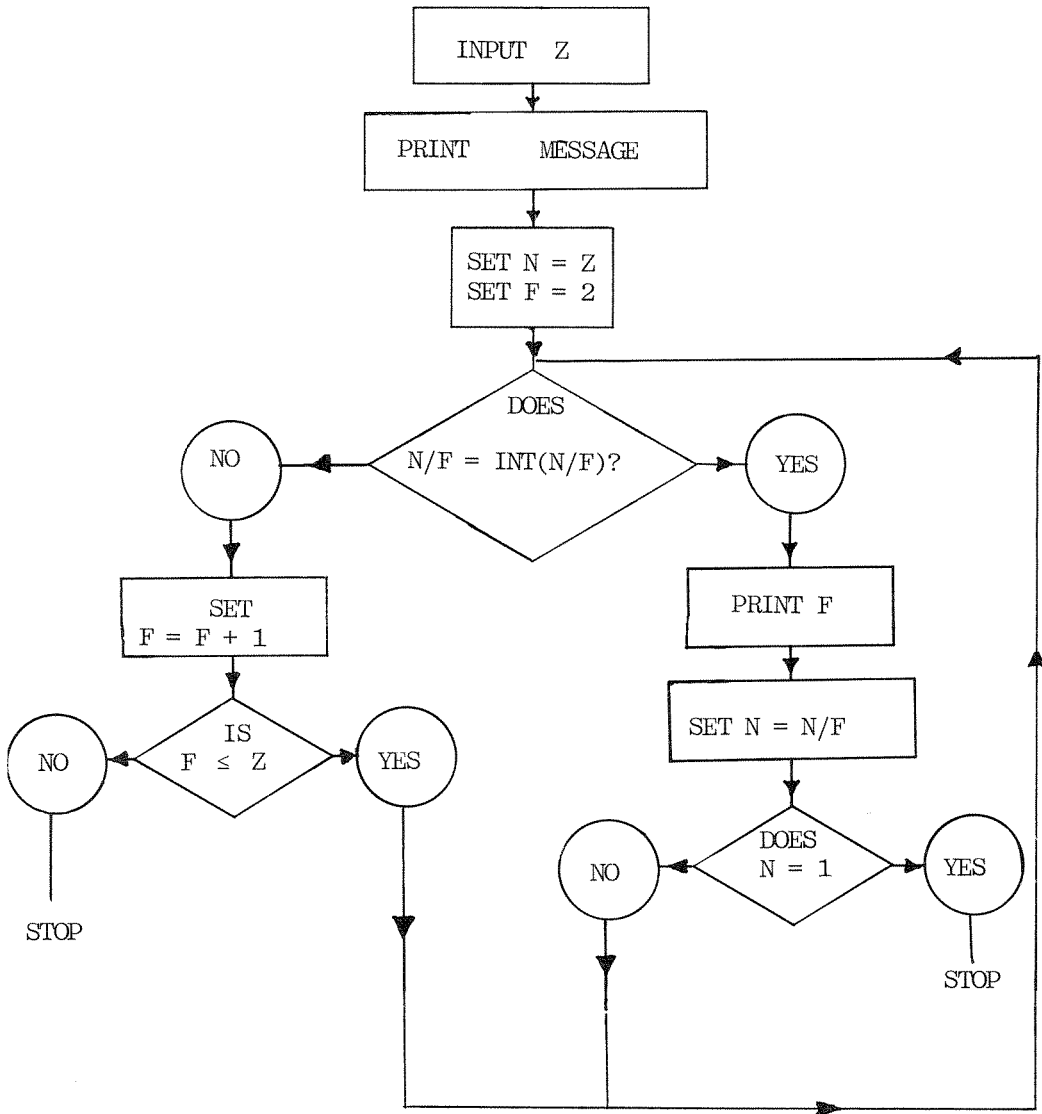 INPUT Z
PRINT MESSAGE
SET N = Z
SET F = 2
DOES
N/F = INT(N/F)?
NO
YES
SET
F = F + 1
PRINT F
IS
F ≤ Z
NO
YES
SET N = N/F
DOES
N = 1
NO
YES
STOP
STOP